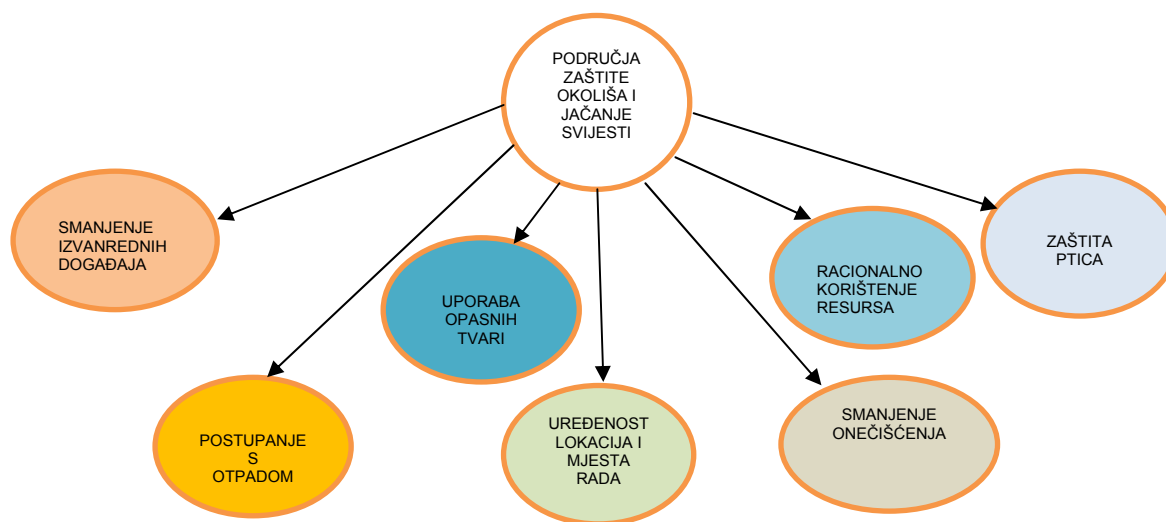 PODRUČJA
ZAŠTITE
OKOLIŠA I
JAČANJE
SVIJESTI
SMANJENJE
IZVANREDNIH
DOGAĐAJA
POSTUPANJE
S
OTPADOM
UPORABA
OPASNIH
TVARI
UREĐENOST
LOKACIJA I
MJESTA
RADA
SMANJENJE
ONEČIŠĆENJA
RACIONALNO
KORIŠTENJE
RESURSA
ZAŠTITA
PTICA